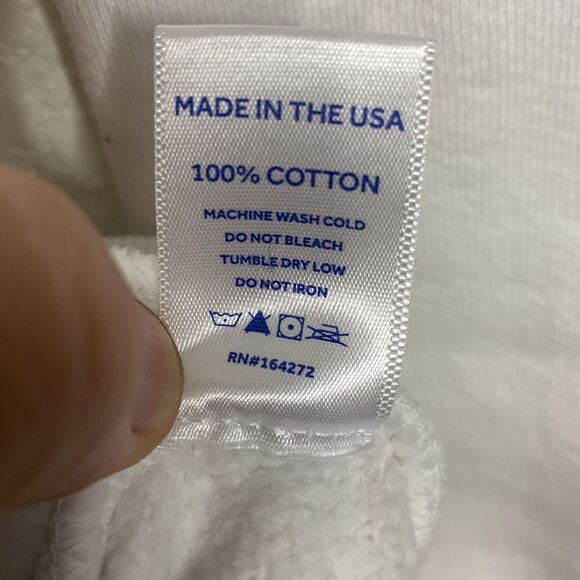 MADE IN THE USA
100% COTTON
MACHINE WASH COLD
DO NOT BLEACH
TUMBLE DRY LOW
DO NOT IRON
RN#164272